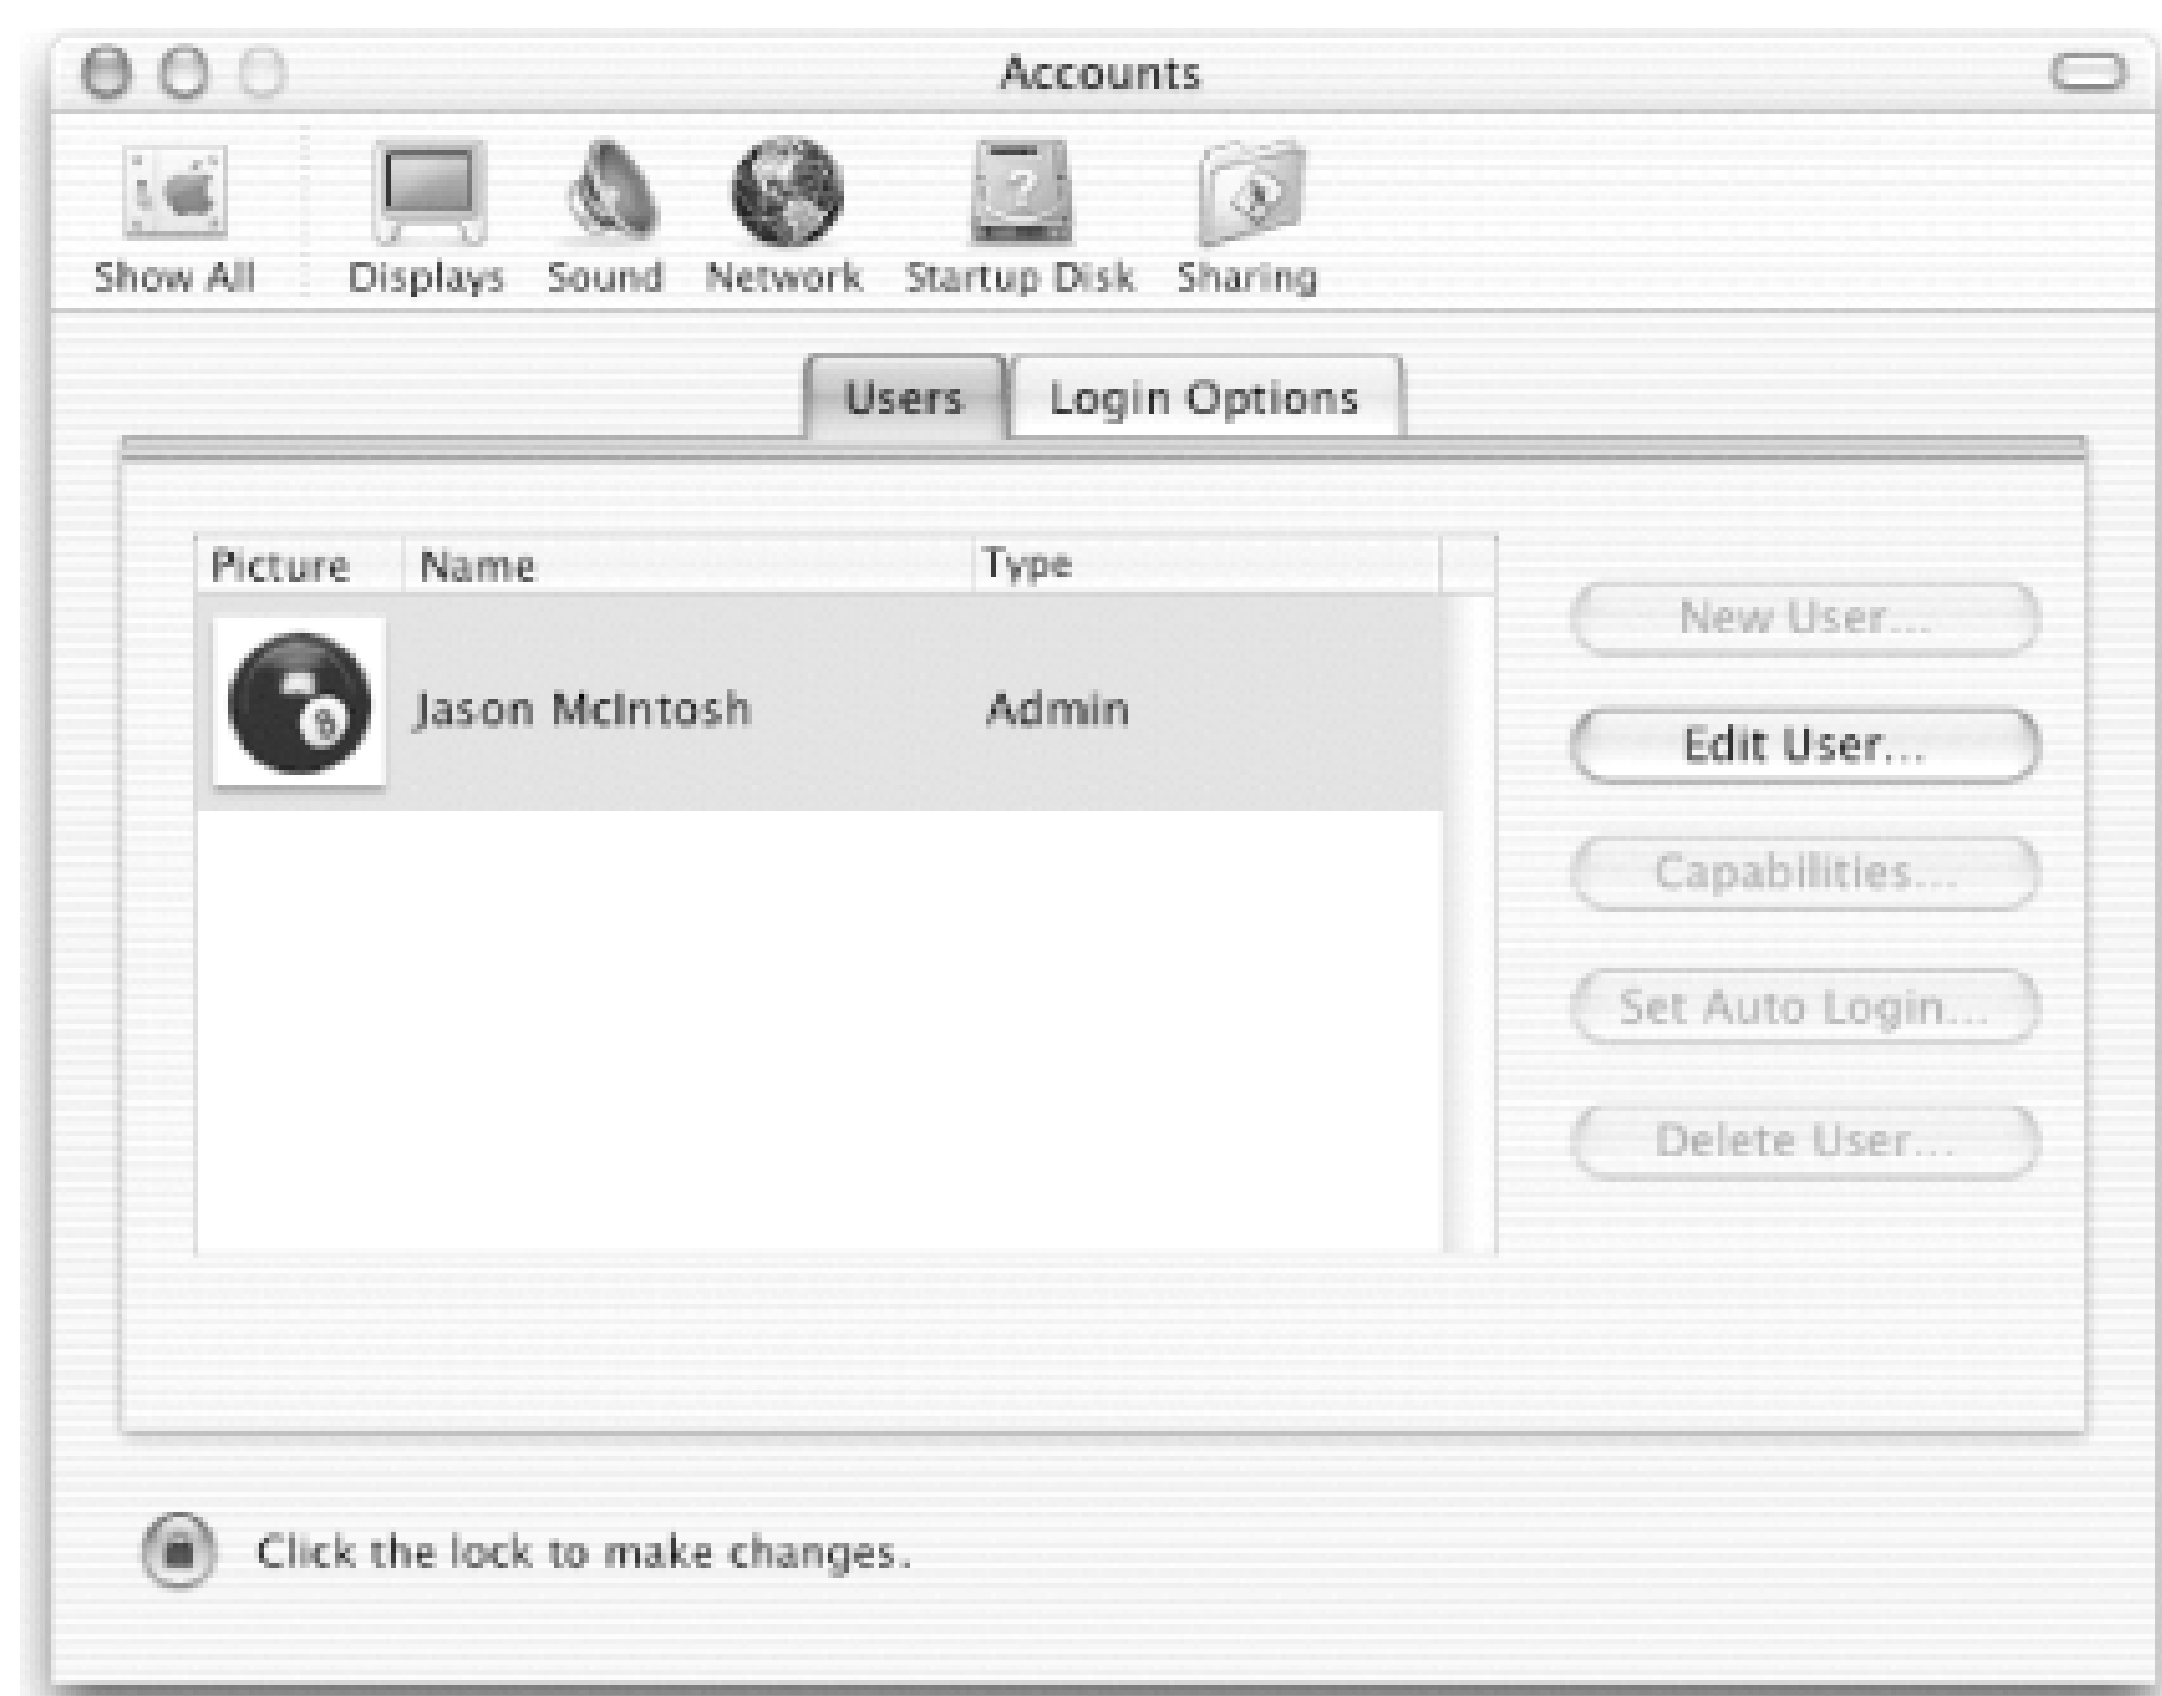 Accounts
Show All Displays Sound Network Startup Disk Sharing
Users Login Options
Picture Name Type
New User...
8
Jason McIntosh Admin
Edit User...
Capabilities...
Set Auto Login...
Delete User...
Click the lock to make changes.